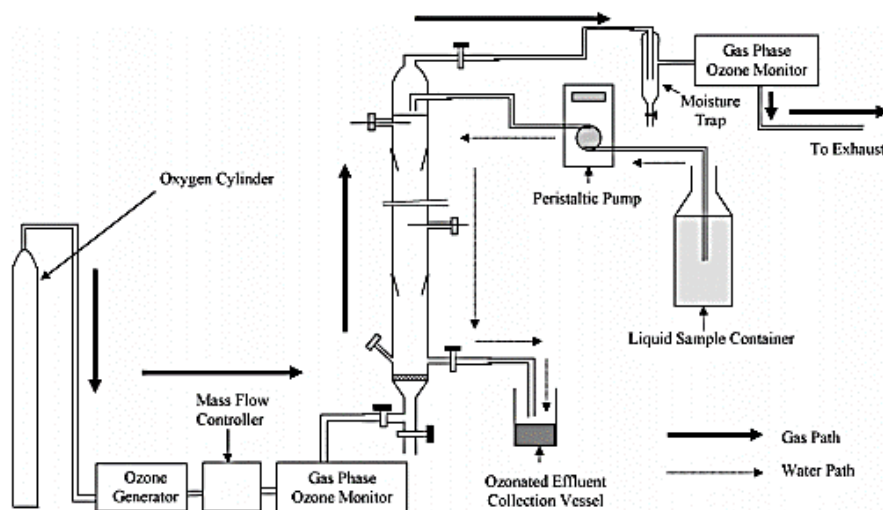 Gas Phase
Ozone Monitor
Moisture
Trap
To Exhaust
Oxygen Cylinder
Peristaltic Pump
Liquid Sample Container
Mass Flow
Controller
Ozone
Generator
Gas Phase
Ozone Monitor
Ozonated Effluent
Collection Vessel
Gas Path
Water Path